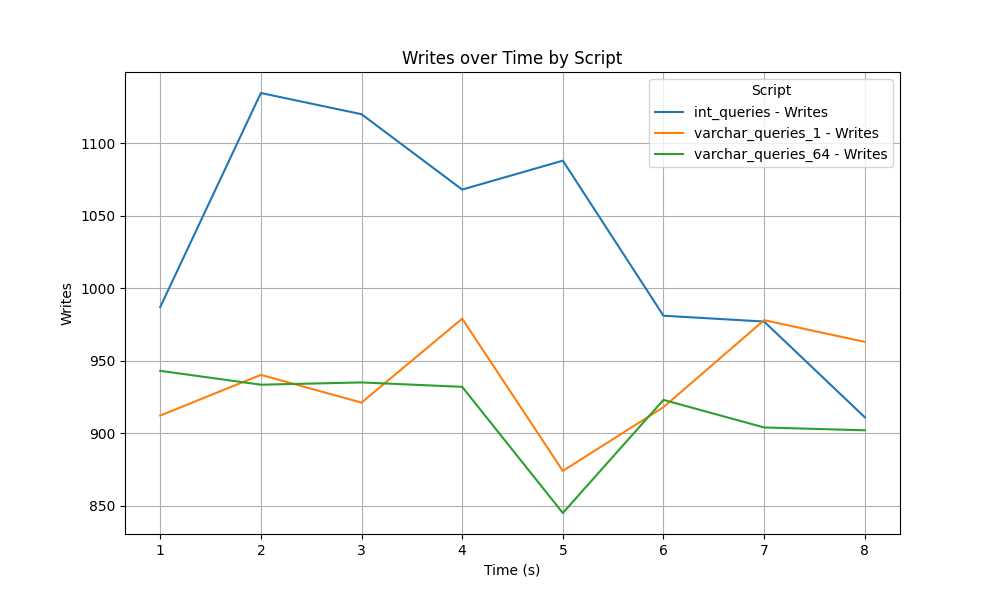 Writes over Time by Script
Script
int_queries - Writes
varchar_queries_1 - Writes
varchar_queries_64 - Writes
Writes
1100
1050
1000
950
900
850
1 2 3 4 5 6 7 8
Time (s)